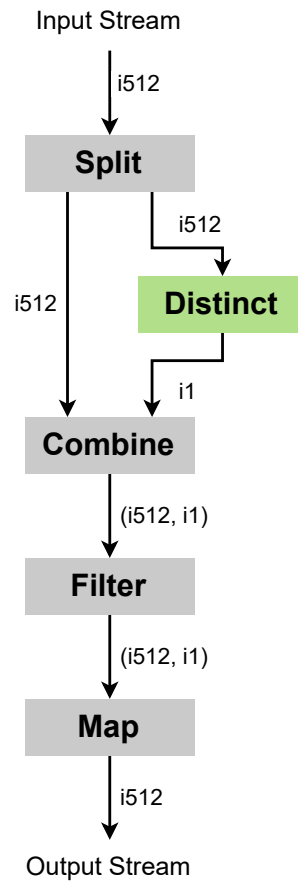 Input Stream
i512
Split
i512
i512
Distinct
i1
Combine
(i512, i1)
Filter
(i512, i1)
Map
i512
Output Stream